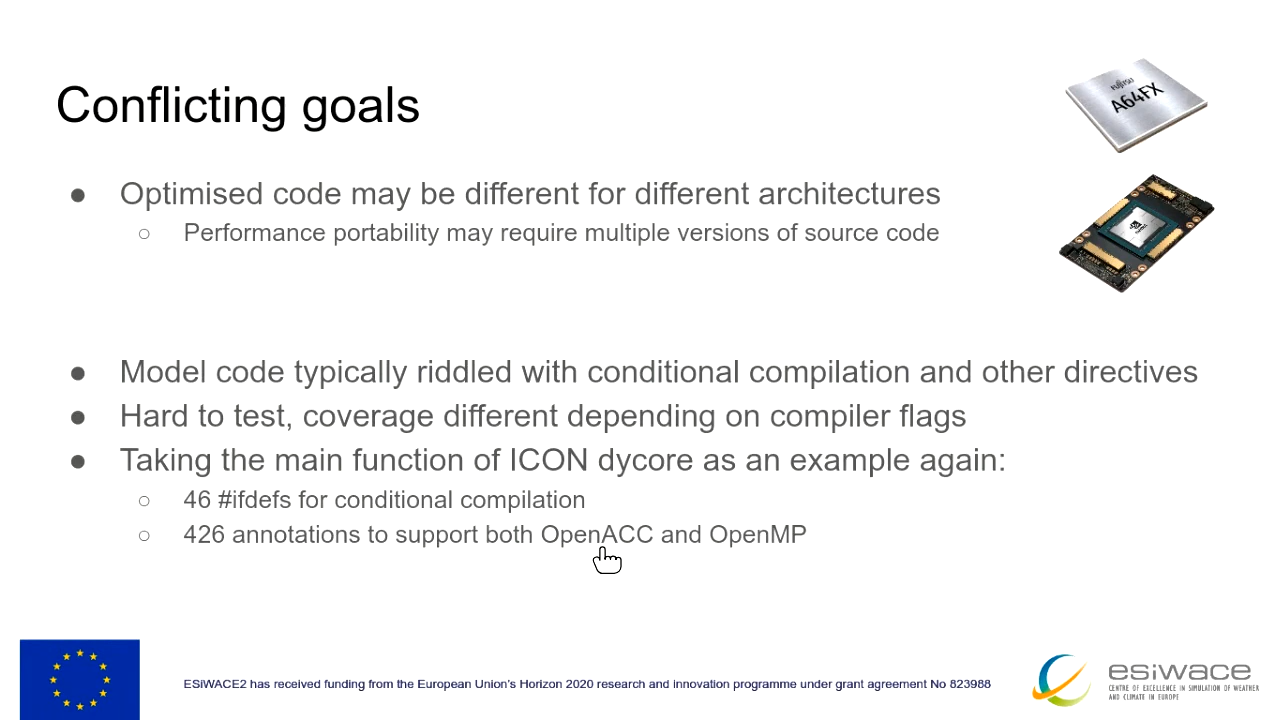 Conflicting goals
FUJITSU
A64FX
● Optimised code may be different for different architectures
○ Performance portability may require multiple versions of source code
● Model code typically riddled with conditional compilation and other directives
● Hard to test, coverage different depending on compiler flags
● Taking the main function of ICON dycore as an example again:
○ 46 #ifdefs for conditional compilation
○ 426 annotations to support both OpenACC and OpenMP
ESiWACE2 has received funding from the European Union's Horizon 2020 research and innovation programme under grant agreement No 823988
esiwace
CENTRE OF EXCELLENCE IN SIMULATION OF WEATHER
AND CLIMATE IN EUROPE